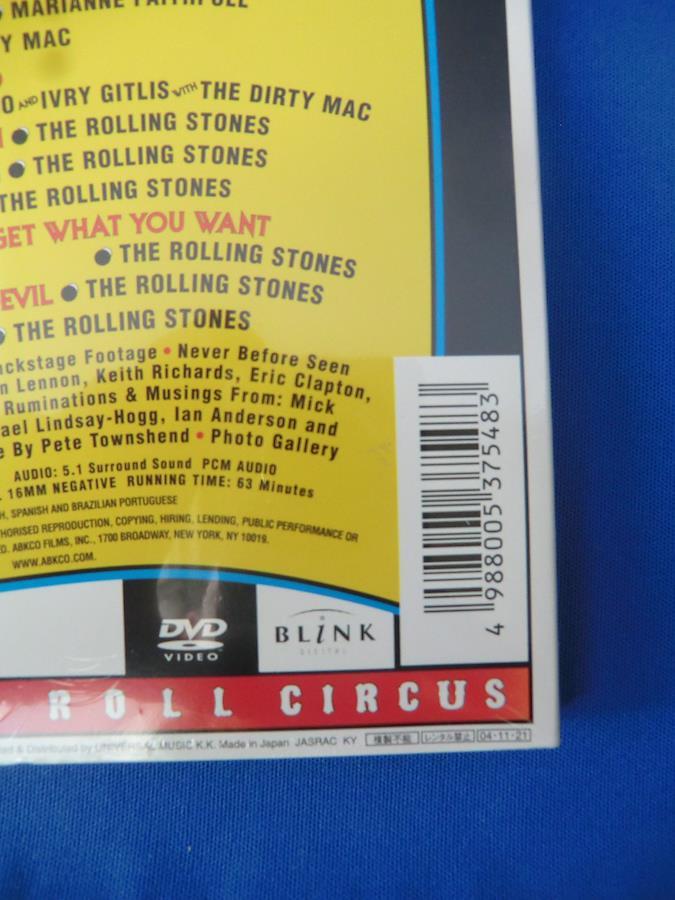 MARIANNE FAITHFULL
Y MAC
O AND IVRY GITLIS WITH THE DIRTY MAC
● THE ROLLING STONES
● THE ROLLING STONES
THE ROLLING STONES
GET WHAT YOU WANT
● THE ROLLING STONES
EVIL ● THE ROLLING STONES
THE ROLLING STONES
ckstage Footage • Never Before Seen
n Lennon, Keith Richards, Eric Clapton,
Ruminations & Musings From: Mick
ael Lindsay-Hogg, Ian Anderson and
e By Pete Townshend • Photo Gallery
AUDIO: 5.1 Surround Sound PCM AUDIO
16MM NEGATIVE RUNNING TIME: 63 Minutes
H, SPANISH AND BRAZILIAN PORTUGUESE
THORISED REPRODUCTION, COPYING, HIRING, LENDING, PUBLIC PERFORMANCE OR
ED. ABKCO FILMS, INC., 1700 BROADWAY, NEW YORK, NY 10019.
WWW.ABKCO.COM.
4 988005 375483
DVD
VIDEO
BLiNK
DIGITAL
ROLL CIRCUS
ed & Distributed by UNIVERSAL MUSIC K.K. Made in Japan JASRAC KY 複製不能 レンタル禁止 04・11・21